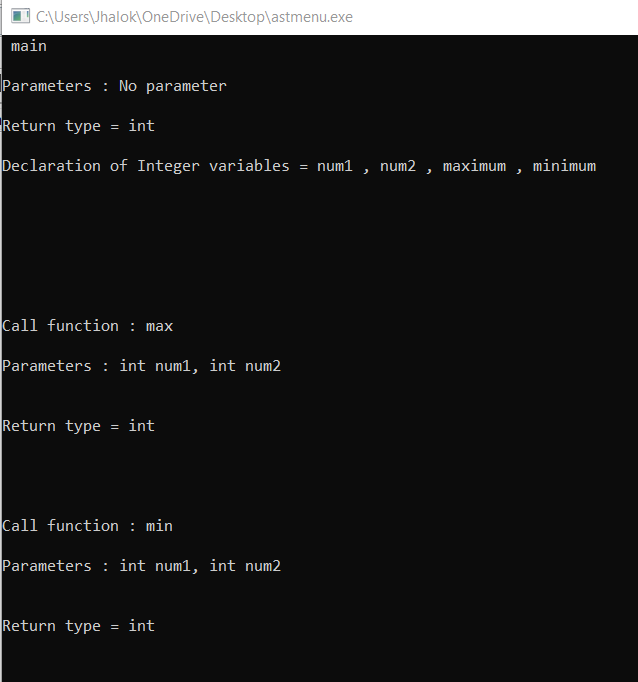 C:\Users\Jhalok\OneDrive\Desktop\astmenu.exe
main
Parameters : No parameter
Return type = int
Declaration of Integer variables = num1 , num2 , maximum , minimum
Call function : max
Parameters : int num1, int num2
Return type = int
Call function : min
Parameters : int num1, int num2
Return type = int